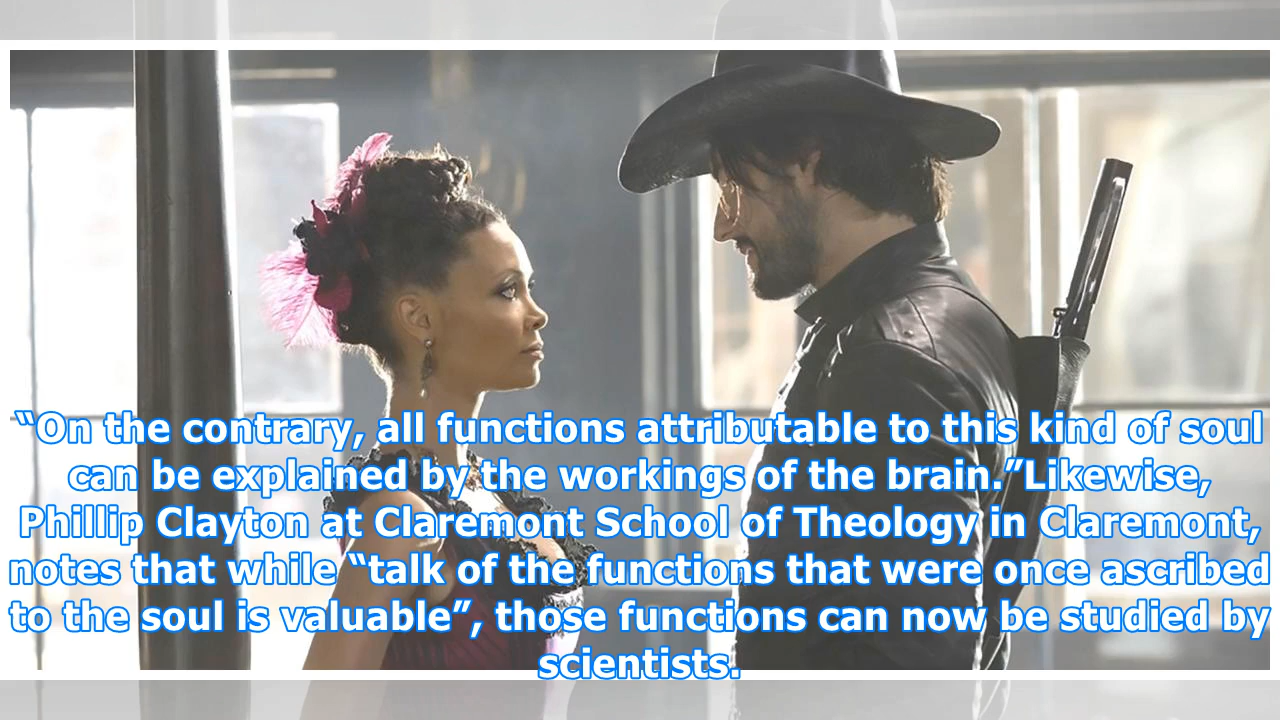 “On the contrary, all functions attributable to this kind of soul
can be explained by the workings of the brain.”Likewise,
Phillip Clayton at Claremont School of Theology in Claremont,
notes that while “talk of the functions that were once ascribed
to the soul is valuable”, those functions can now be studied by
scientists.